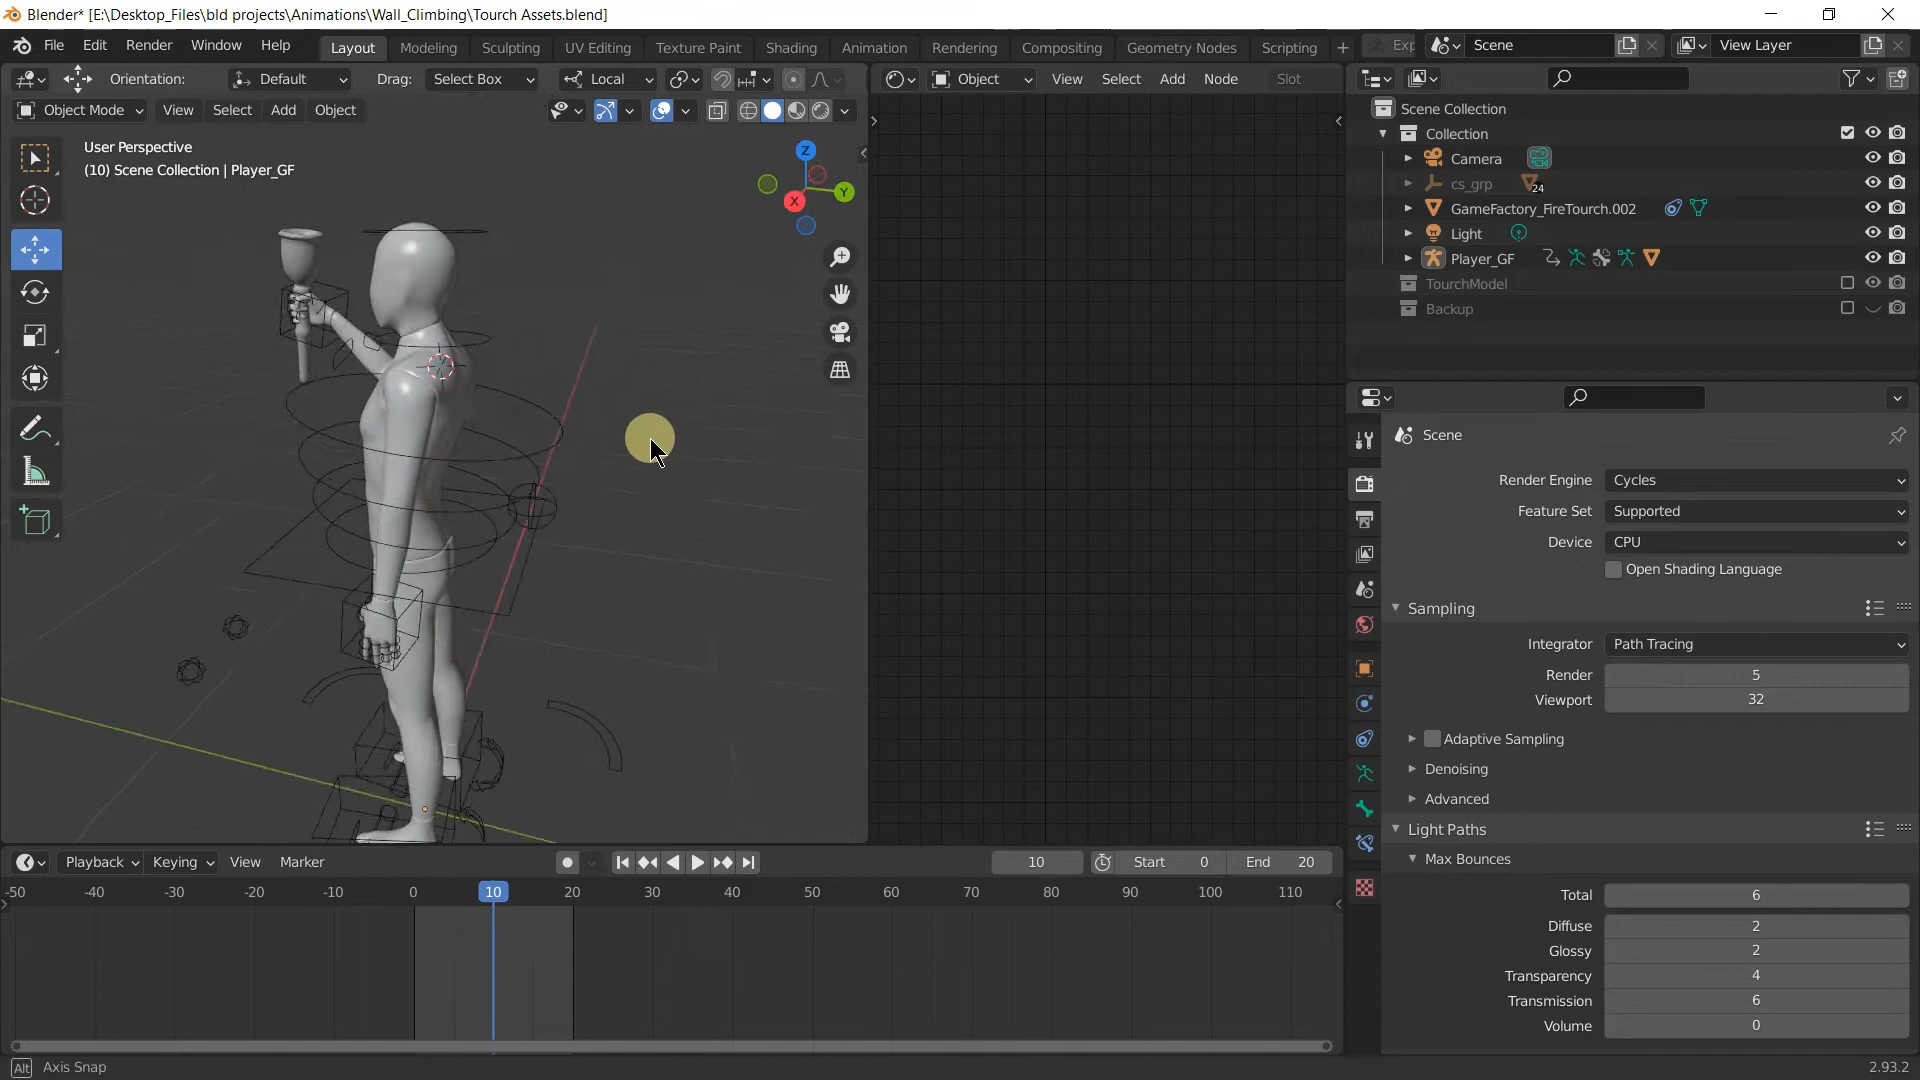 Blender* [E:\Desktop_Files\bld projects\Animations\Wall_Climbing\Tourch Assets.blend]
File Edit Render Window Help Layout Modeling Sculpting UV Editing Texture Paint Shading Animation Rendering Compositing Geometry Nodes Scripting + Exp Scene View Layer
Orientation: Default Drag: Select Box Local Object View Select Add Node Slot
Object Mode View Select Add Object
User Perspective
(10) Scene Collection | Player_GF
Z
Y
X
Scene Collection
Collection
Camera
cs_grp 24
GameFactory_FireTourch.002
Light
Player_GF
TourchModel
Backup
Scene
Render Engine Cycles
Feature Set Supported
Device CPU
Open Shading Language
Sampling
Integrator Path Tracing
Render 5
Viewport 32
Adaptive Sampling
Denoising
Advanced
Light Paths
Max Bounces
Total 6
Diffuse 2
Glossy 2
Transparency 4
Transmission 6
Volume 0
Playback Keying View Marker 10 Start 0 End 20
-50 -40 -30 -20 -10 0 10 20 30 40 50 60 70 80 90 100 110
Alt Axis Snap 2.93.2